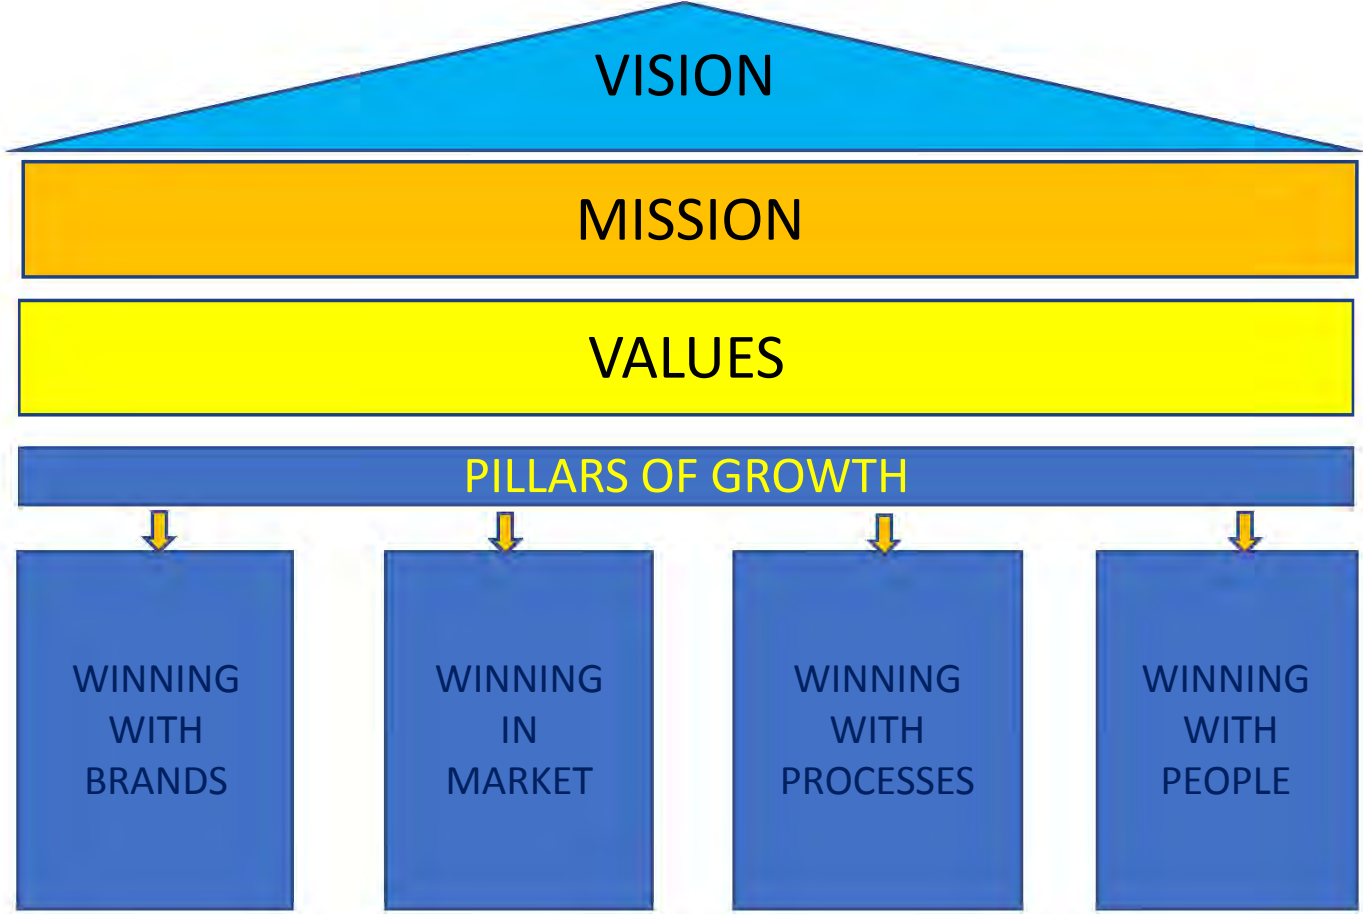 VISION
MISSION
VALUES
PILLARS OF GROWTH
WINNING
WITH
BRANDS
WINNING
IN
MARKET
WINNING
WITH
PROCESSES
WINNING
WITH
PEOPLE